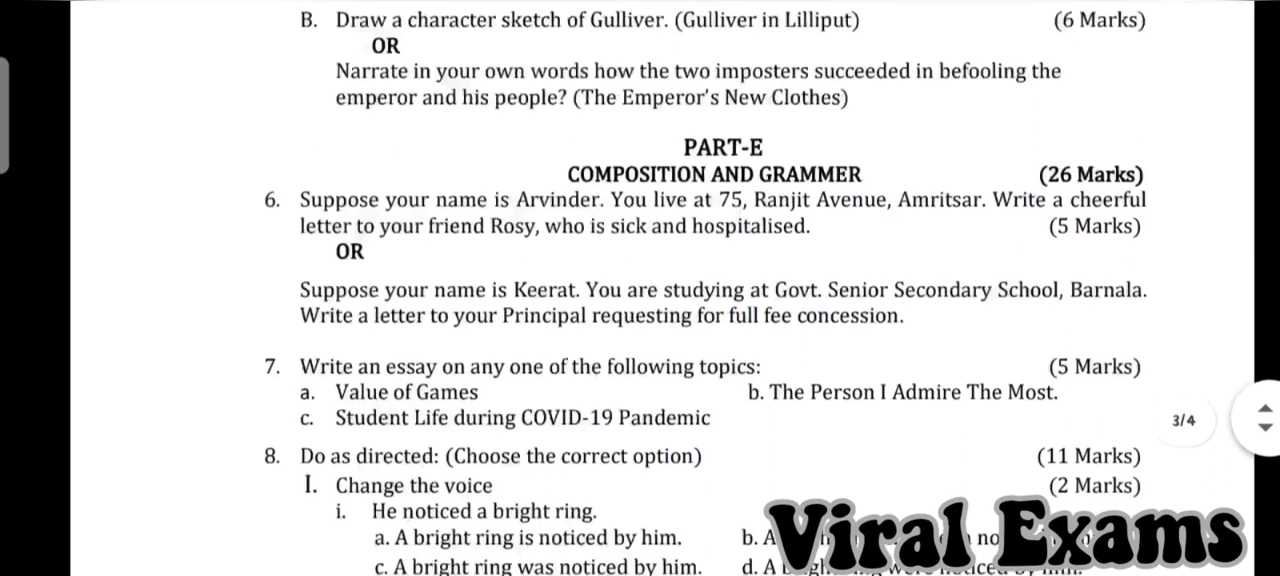 B. Draw a character sketch of Gulliver. (Gulliver in Lilliput) (6 Marks)
OR
Narrate in your own words how the two imposters succeeded in befooling the
emperor and his people? (The Emperor's New Clothes)
PART-E
COMPOSITION AND GRAMMER (26 Marks)
6. Suppose your name is Arvinder. You live at 75, Ranjit Avenue, Amritsar. Write a cheerful
letter to your friend Rosy, who is sick and hospitalised. (5 Marks)
OR
Suppose your name is Keerat. You are studying at Govt. Senior Secondary School, Barnala.
Write a letter to your Principal requesting for full fee concession.
7. Write an essay on any one of the following topics: (5 Marks)
a. Value of Games b. The Person I Admire The Most.
c. Student Life during COVID-19 Pandemic
3/4
8. Do as directed: (Choose the correct option) (11 Marks)
I. Change the voice (2 Marks)
i. He noticed a bright ring.
a. A bright ring is noticed by him. b. A
c. A bright ring was noticed by him. d. A
Viral Exams